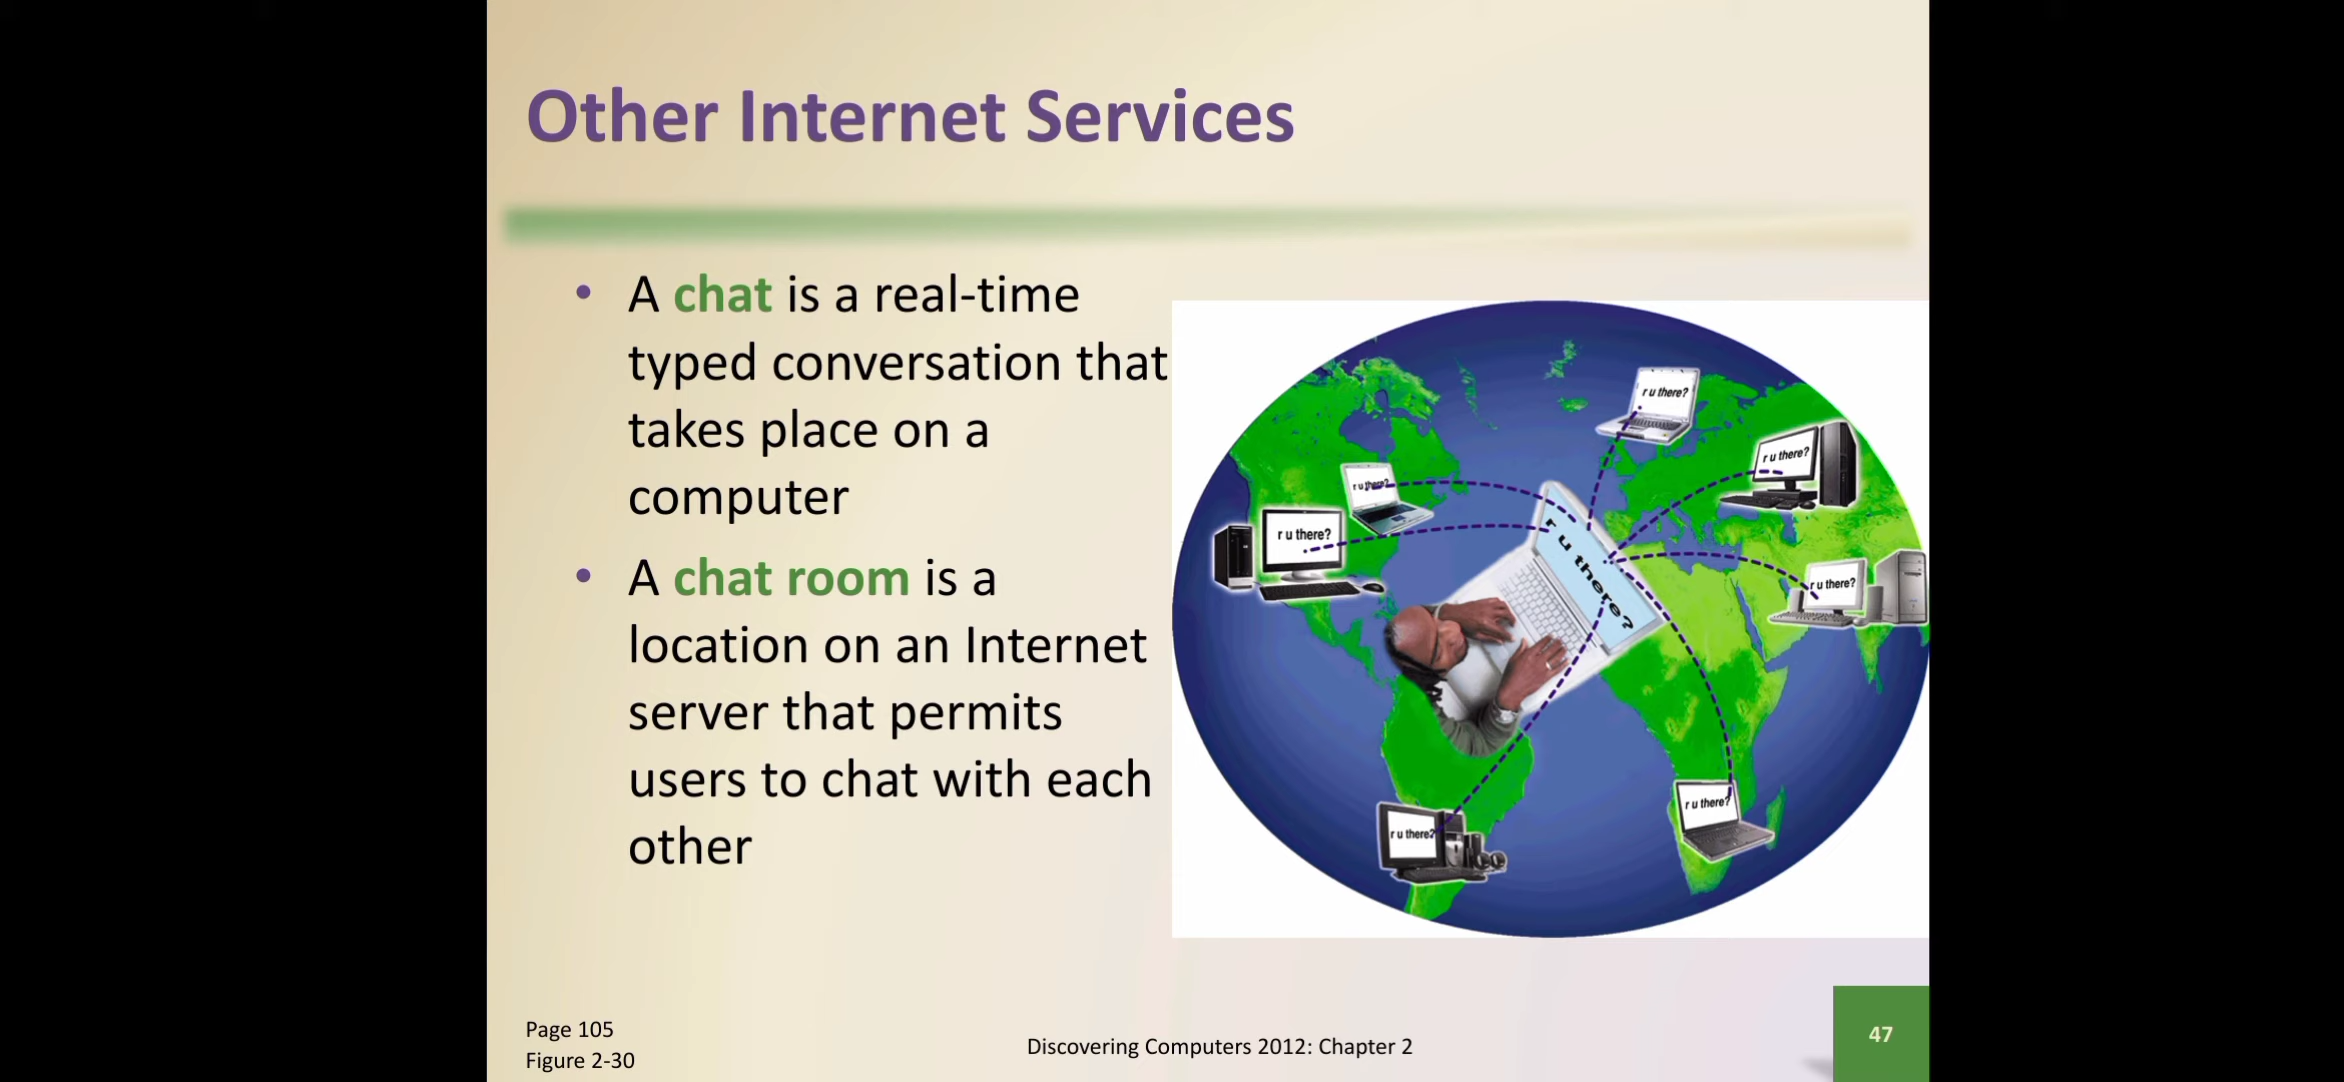 Other Internet Services
• A chat is a real-time
typed conversation that
takes place on a
computer
• A chat room is a
location on an Internet
server that permits
users to chat with each
other
r u there?
r u there?
r u there?
r u there?
r u there?
r u there?
r u there?
r u there?
Page 105
Figure 2-30
Discovering Computers 2012: Chapter 2
47